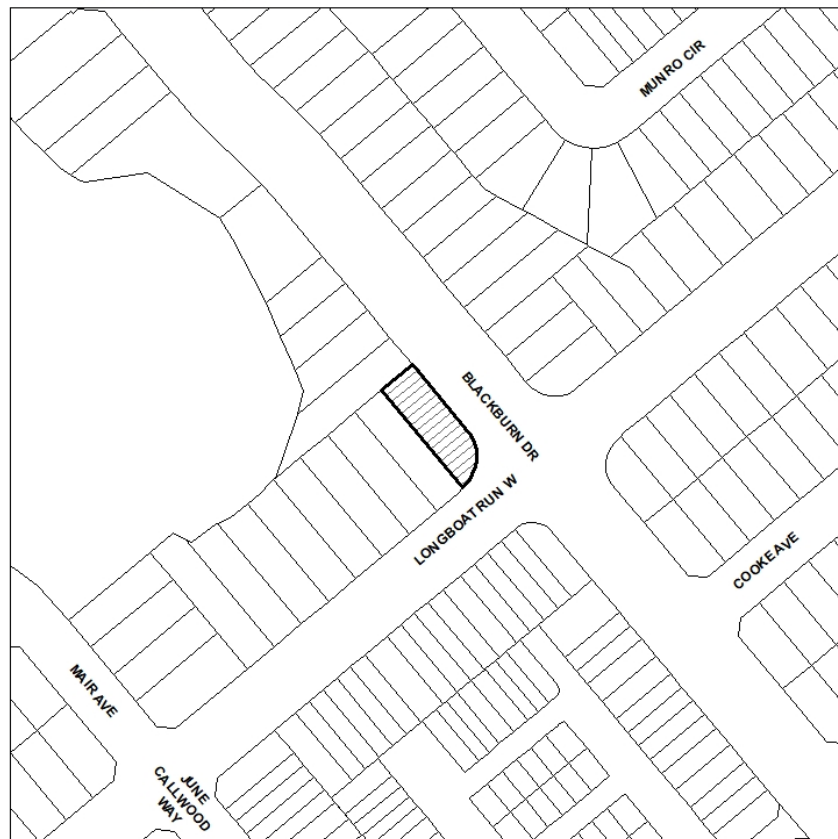 MUNRO CIR
BLACKBURN DR
LONGBOAT RUN W
COOKE AVE
MAIR AVE
JUNE
CALLWOOD
WAY